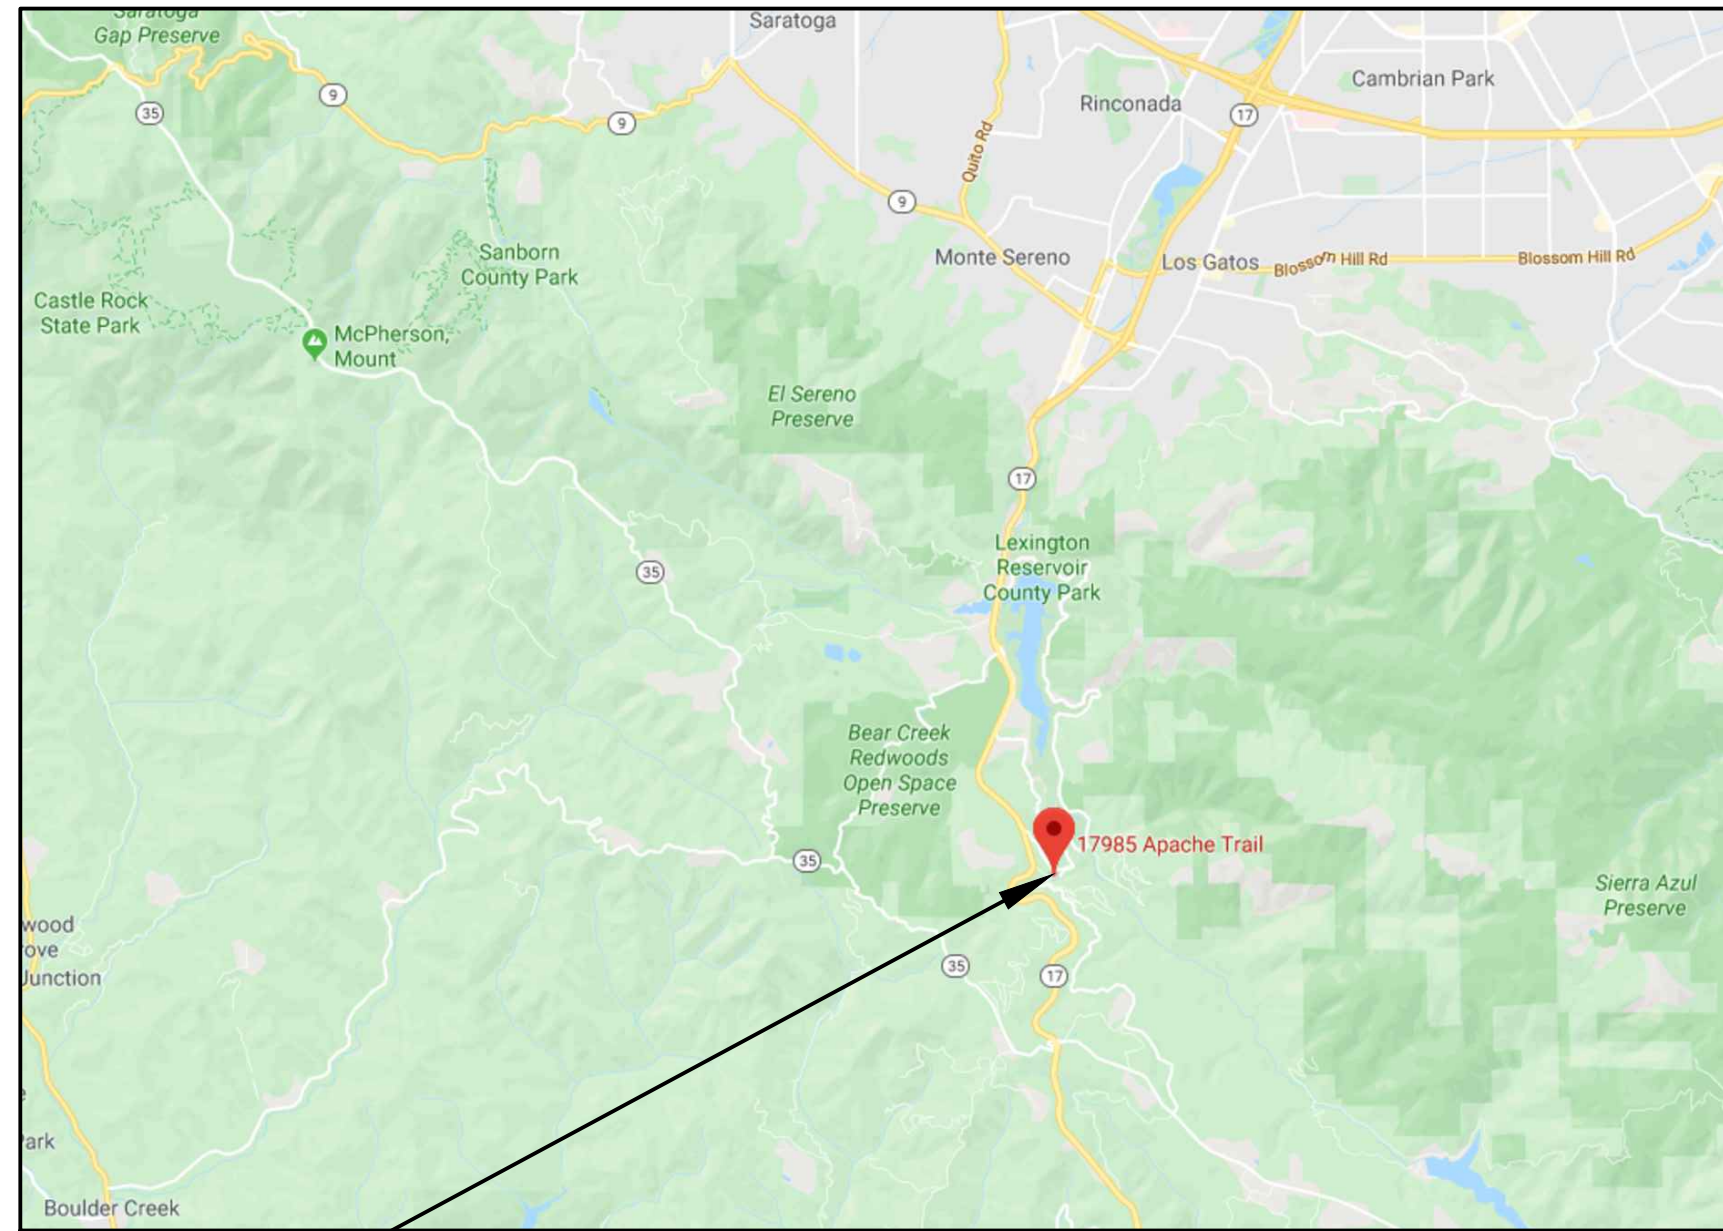 Saratoga
Gap Preserve
Saratoga
Cambrian Park
Rinconada
9
35
17
9
Quito Rd
9
Monte Sereno
Los Gatos
Blossom Hill Rd
Blossom Hill Rd
Sanborn
County Park
Castle Rock
State Park
McPherson,
Mount
El Sereno
Preserve
17
Lexington
Reservoir
County Park
35
Bear Creek
Redwoods
Open Space
Preserve
17985 Apache Trail
35
Sierra Azul
Preserve
wood
ove
Junction
35
17
Park
Boulder Creek